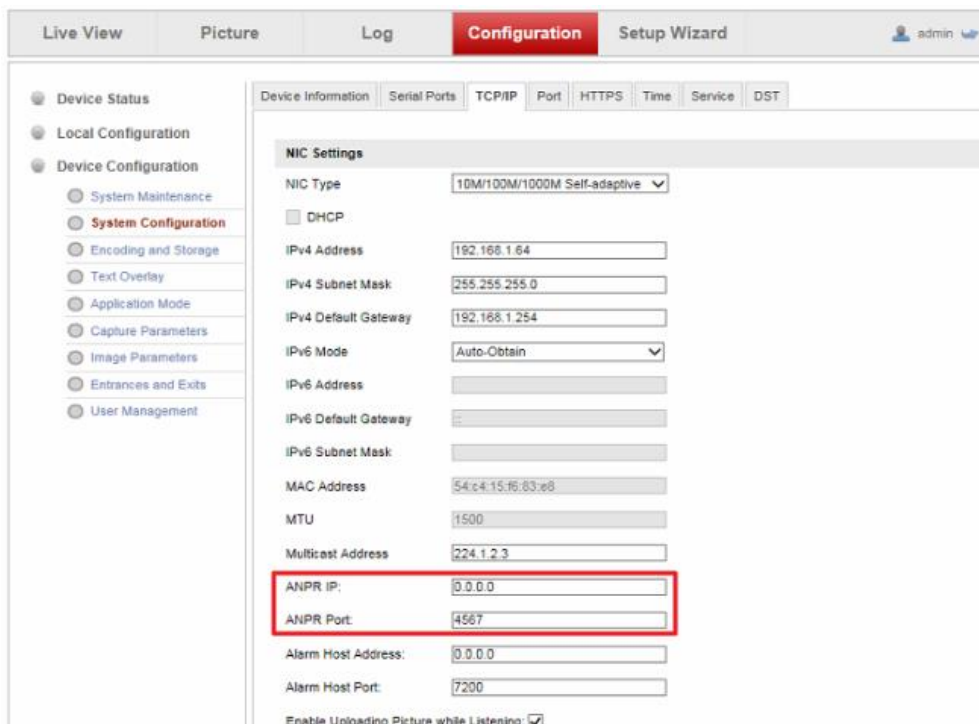 Live View Picture Log Configuration Setup Wizard admin
Device Status
Local Configuration
Device Configuration
System Maintenance
System Configuration
Encoding and Storage
Text Overlay
Application Mode
Capture Parameters
Image Parameters
Entrances and Exits
User Management
Device Information Serial Ports TCP/IP Port HTTPS Time Service DST
NIC Settings
NIC Type 10M/100M/1000M Self-adaptive
DHCP
IPv4 Address 192.168.1.64
IPv4 Subnet Mask 255.255.255.0
IPv4 Default Gateway 192.168.1.254
IPv6 Mode Auto-Obtain
IPv6 Address
IPv6 Default Gateway ::
IPv6 Subnet Mask
MAC Address 54:c4:15:f6:83:e8
MTU 1500
Multicast Address 224.1.2.3
ANPR IP: 0.0.0.0
ANPR Port: 4567
Alarm Host Address: 0.0.0.0
Alarm Host Port: 7200
Enable Uploading Picture while Listening: